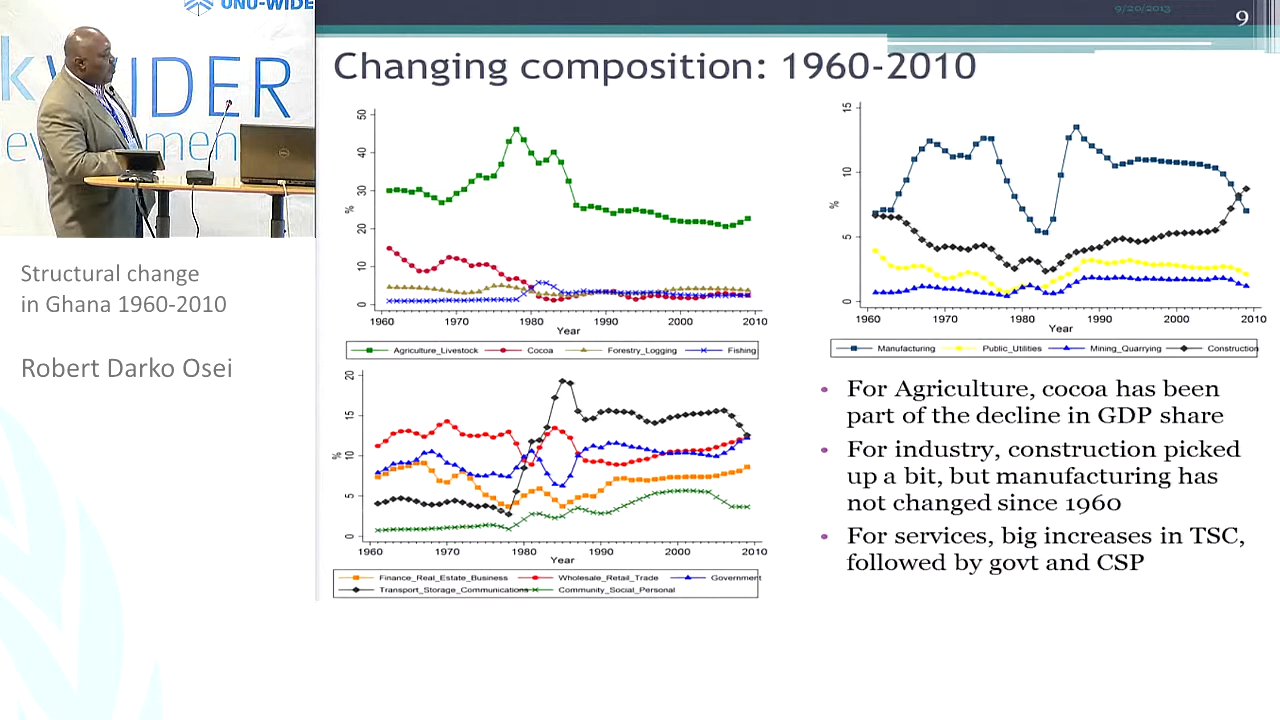 UNU-WIDE
k WIDER
ev
pmen
DELL
Structural change
in Ghana 1960-2010
Robert Darko Osei
9/20/2013
9
Changing composition: 1960-2010
50
40
30
20
10
0
%
1960 1970 1980 1990 2000 2010
Year
Agriculture_Livestock Cocoa Forestry_Logging Fishing
15
10
5
0
%
1960 1970 1980 1990 2000 2010
Year
Manufacturing Public_Utilities Mining_Quarrying Construction
20
15
10
5
0
%
1960 1970 1980 1990 2000 2010
Year
Finance_Real_Estate_Business Wholesale_Retail_Trade Government
Transport_Storage_Communications Community_Social_Personal
• For Agriculture, cocoa has been
part of the decline in GDP share
• For industry, construction picked
up a bit, but manufacturing has
not changed since 1960
• For services, big increases in TSC,
followed by govt and CSP